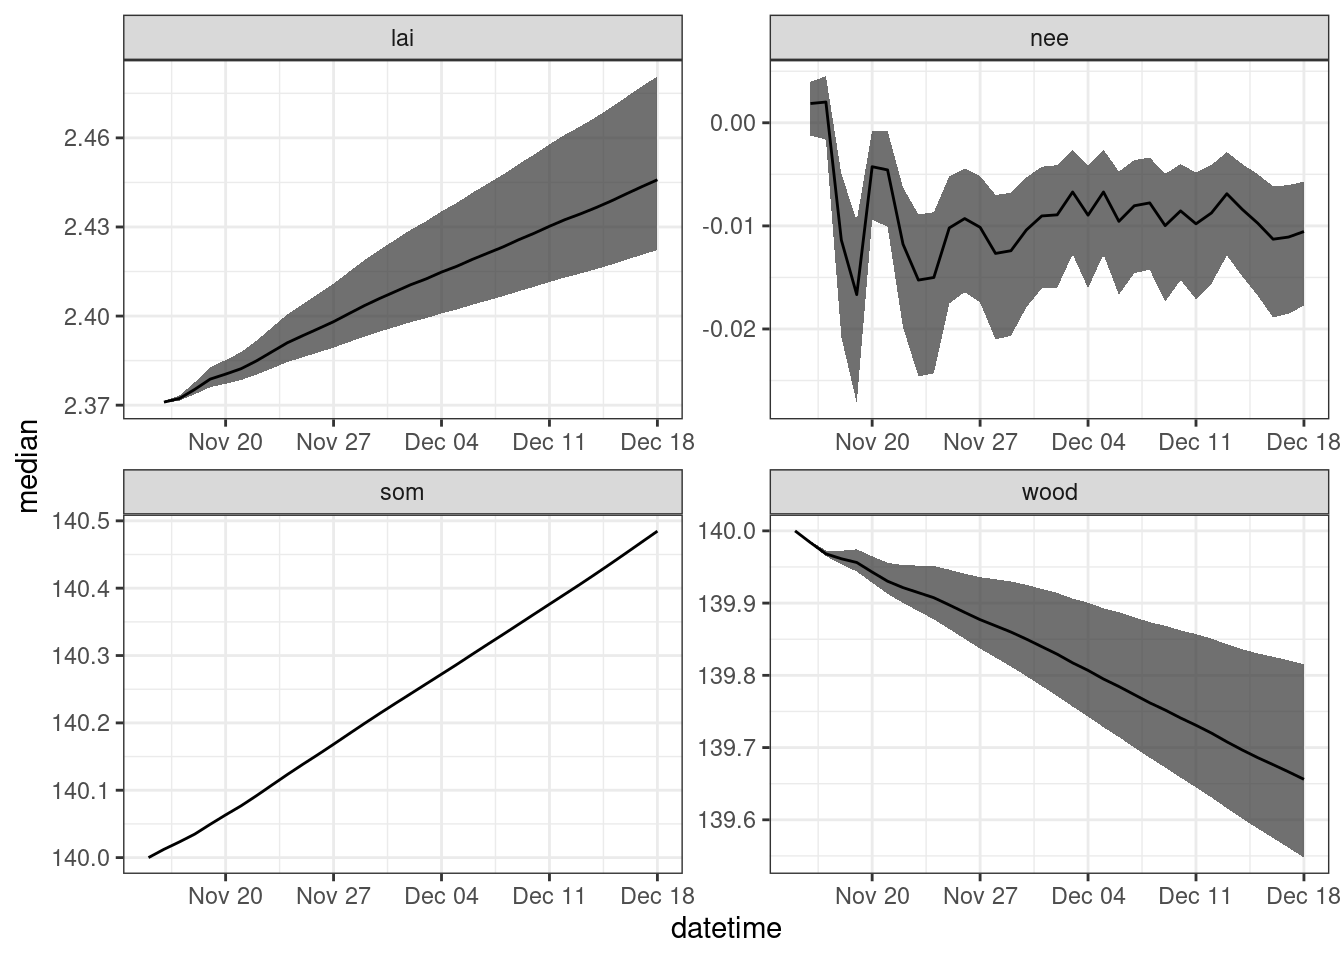 lai
nee
2.46
2.43
2.40
2.37
0.00
-0.01
-0.02
Nov 20 Nov 27 Dec 04 Dec 11 Dec 18
Nov 20 Nov 27 Dec 04 Dec 11 Dec 18
median
som
wood
140.5
140.4
140.3
140.2
140.1
140.0
140.0
139.9
139.8
139.7
139.6
Nov 20 Nov 27 Dec 04 Dec 11 Dec 18
Nov 20 Nov 27 Dec 04 Dec 11 Dec 18
datetime